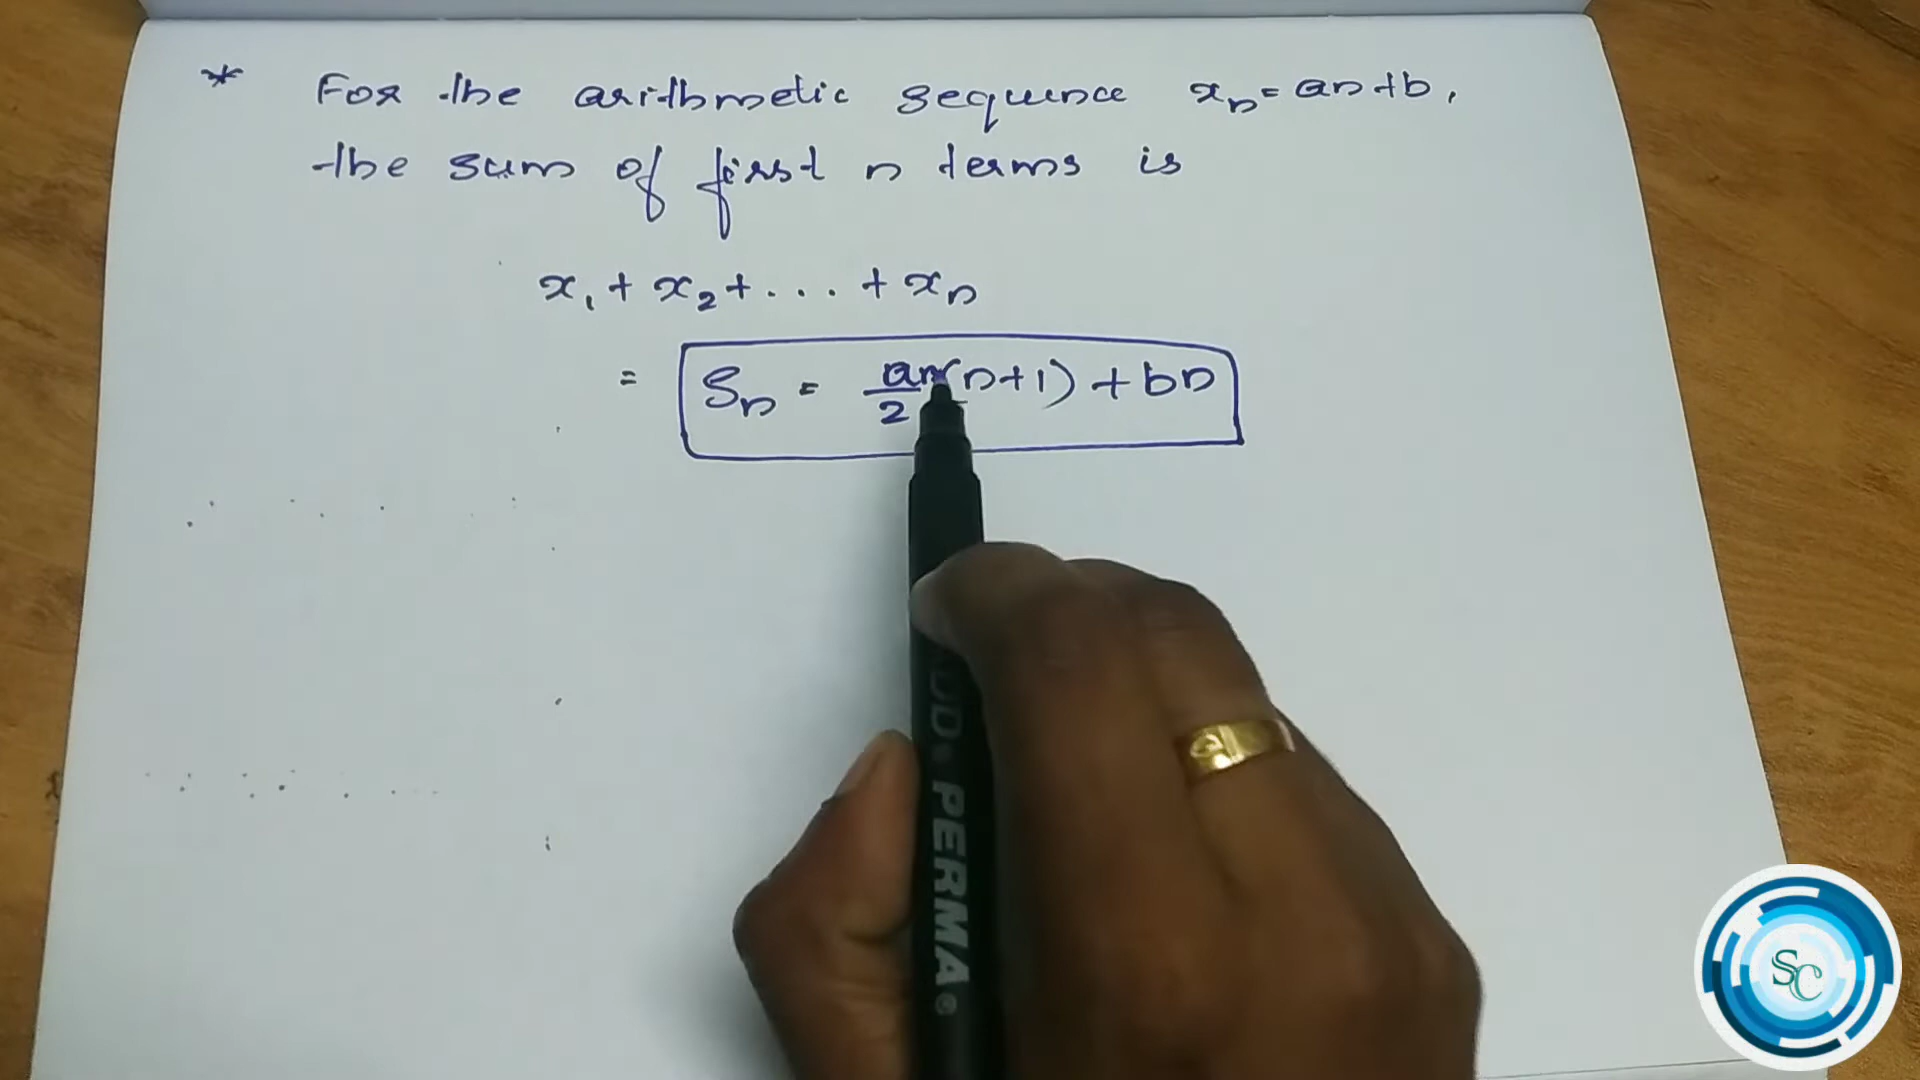 * For the arithmetic sequence xₙ = an+b,
the sum of first n terms is
x₁ + x₂ + ... + xₙ
= Sₙ = an/2 (n+1) + bn
PERMA®
SC